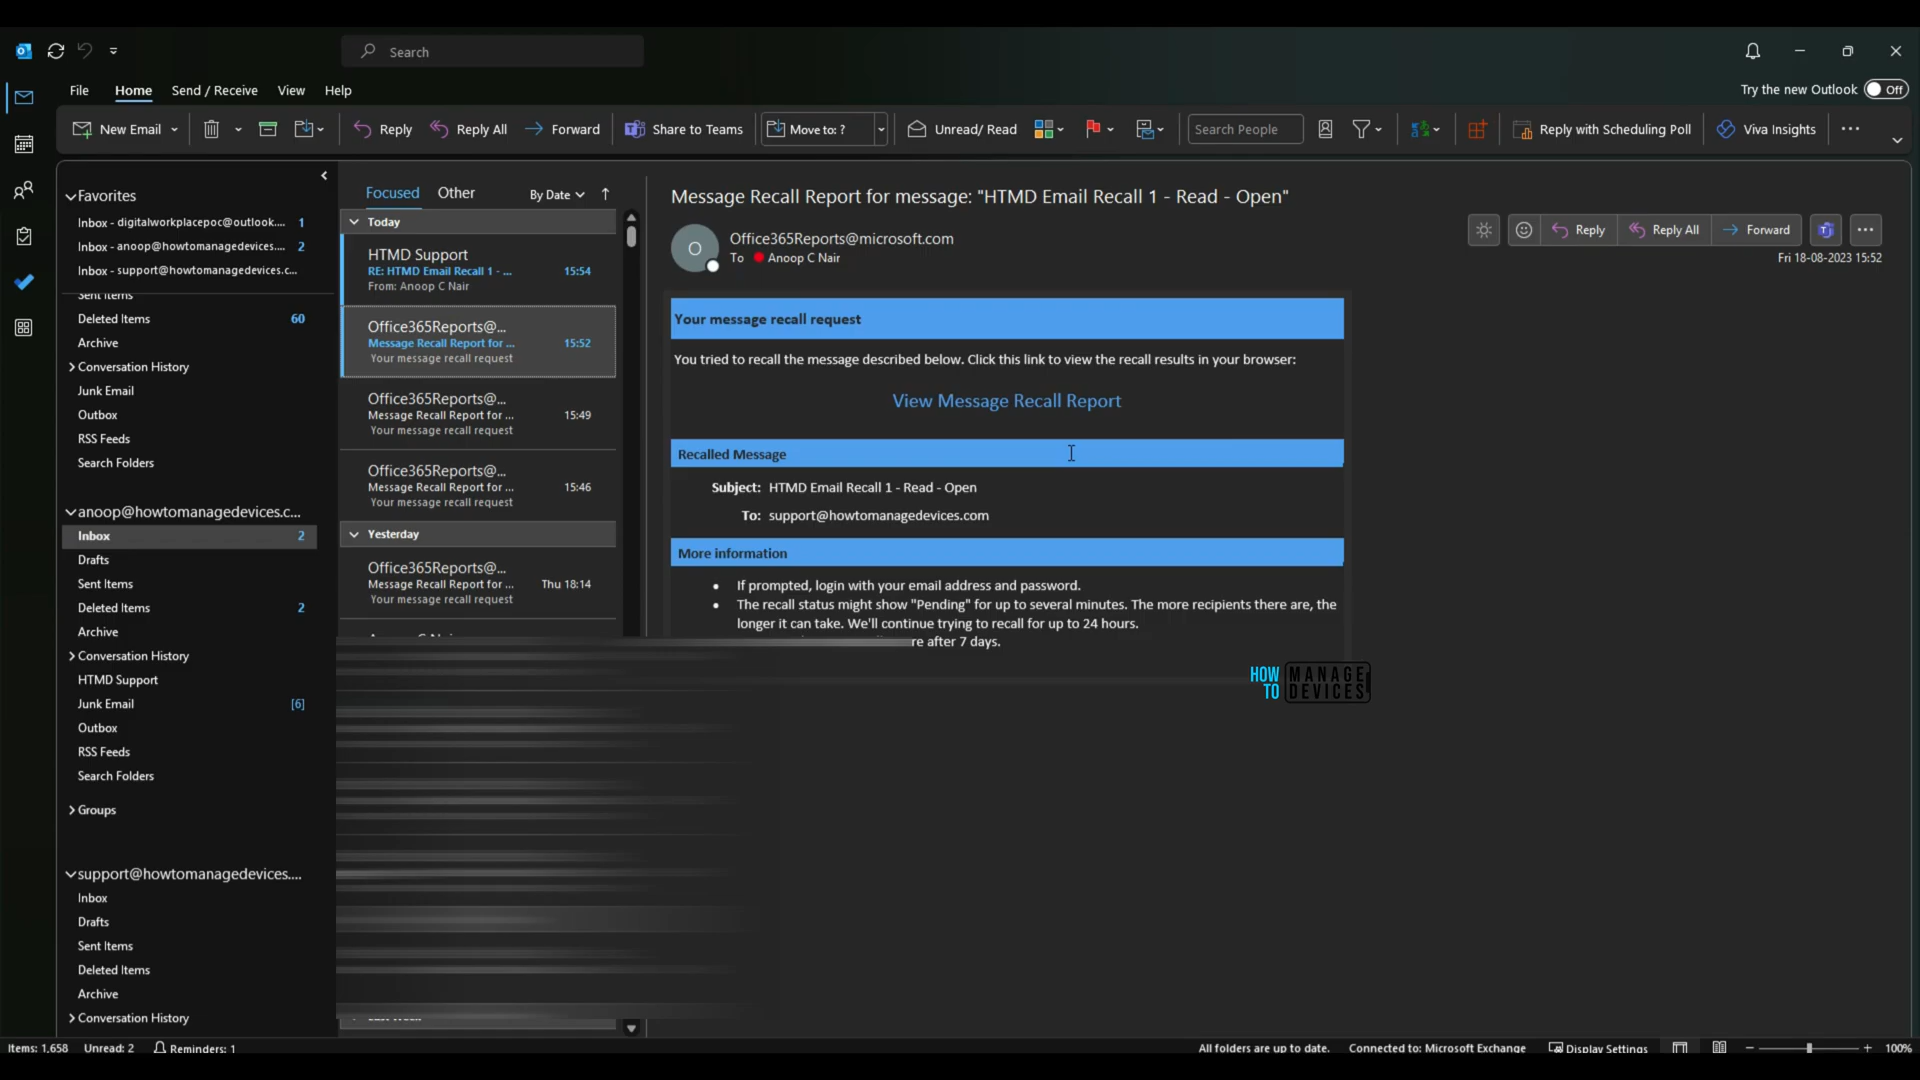 Search
File Home Send / Receive View Help
Try the new Outlook Off
New Email Reply Reply All Forward Share to Teams Move to: ? Unread/ Read Search People Reply with Scheduling Poll Viva Insights
Favorites
Inbox - digitalworkplacepoc@outlook.... 1
Inbox - anoop@howtomanagedevices.... 2
Inbox - support@howtomanagedevices.c...
Sent Items
Deleted Items 60
Archive
Conversation History
Junk Email
Outbox
RSS Feeds
Search Folders
anoop@howtomanagedevices.c...
Inbox 2
Drafts
Sent Items
Deleted Items 2
Archive
Conversation History
HTMD Support
Junk Email [6]
Outbox
RSS Feeds
Search Folders
Groups
support@howtomanagedevices....
Inbox
Drafts
Sent Items
Deleted Items
Archive
Conversation History
Focused Other By Date
Today
HTMD Support
RE: HTMD Email Recall 1 - ... 15:54
From: Anoop C Nair
Office365Reports@...
Message Recall Report for ... 15:52
Your message recall request
Office365Reports@...
Message Recall Report for ... 15:49
Your message recall request
Office365Reports@...
Message Recall Report for ... 15:46
Your message recall request
Yesterday
Office365Reports@...
Message Recall Report for ... Thu 18:14
Your message recall request
Message Recall Report for message: "HTMD Email Recall 1 - Read - Open"
O
Office365Reports@microsoft.com
To Anoop C Nair
Reply Reply All Forward
Fri 18-08-2023 15:52
Your message recall request
You tried to recall the message described below. Click this link to view the recall results in your browser:
View Message Recall Report
Recalled Message
Subject: HTMD Email Recall 1 - Read - Open
To: support@howtomanagedevices.com
More information
• If prompted, login with your email address and password.
• The recall status might show "Pending" for up to several minutes. The more recipients there are, the
longer it can take. We'll continue trying to recall for up to 24 hours.
re after 7 days.
HOW MANAGE
TO DEVICES
Items: 1,658 Unread: 2 Reminders: 1 All folders are up to date. Connected to: Microsoft Exchange Display Settings 100%